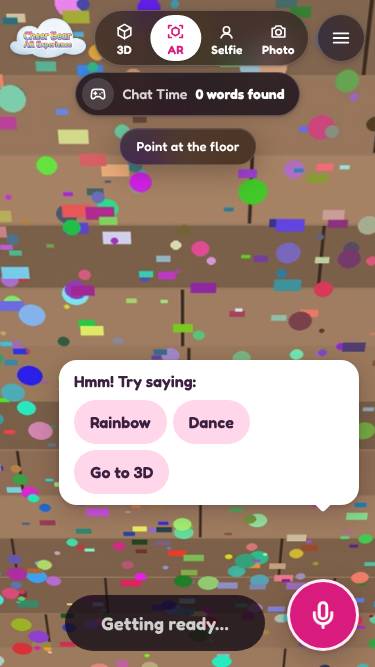 Cheer Bear
AR Experience
3D
AR
Selfie
Photo
Chat Time 0 words found
Point at the floor
Hmm! Try saying:
Rainbow
Dance
Go to 3D
Getting ready...